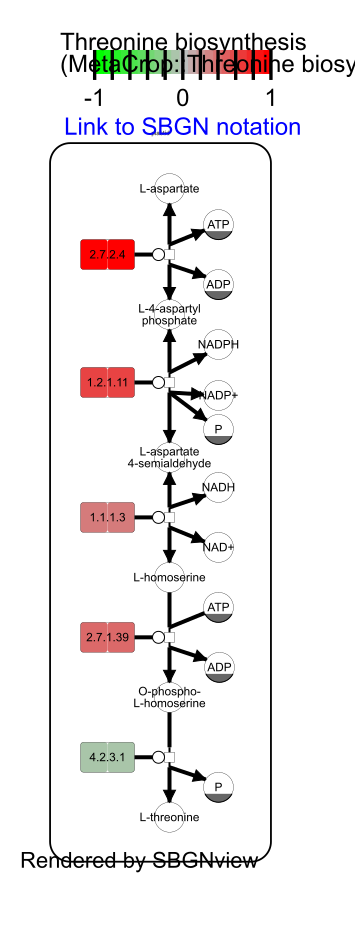 Threonine biosynthesis
(MetaCrop::Threonine biosy
-1 0 1
Link to SBGN notation
L-aspartate
ATP
2.7.2.4
ADP
L-4-aspartyl
phosphate
NADPH
1.2.1.11
NADP+
P
L-aspartate
4-semialdehyde
NADH
1.1.1.3
NAD+
L-homoserine
ATP
2.7.1.39
ADP
O-phospho-
L-homoserine
4.2.3.1
P
L-threonine
Rendered by SBGNview